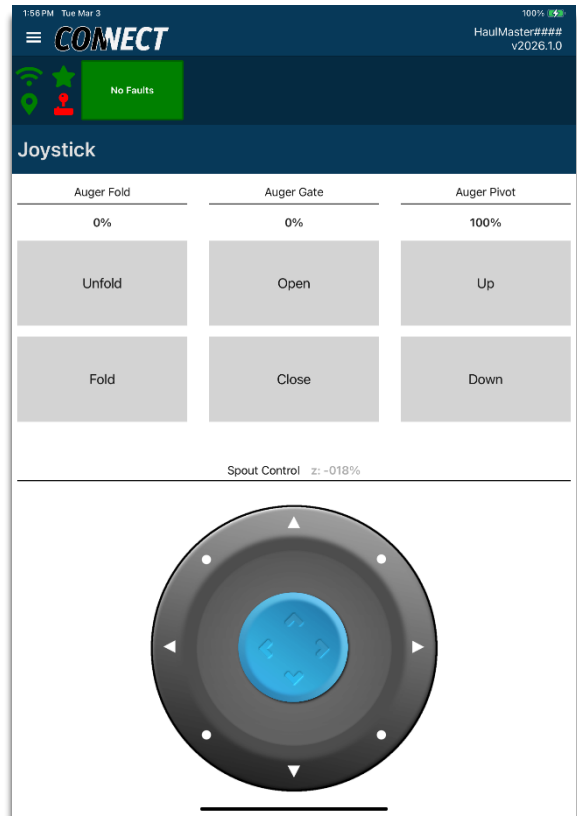 1:56 PM Tue Mar 3 100%
CONNECT
HaulMaster####
v2026.1.0
No Faults
Joystick
Auger Fold Auger Gate Auger Pivot
0% 0% 100%
Unfold Open Up
Fold Close Down
Spout Control z: -018%